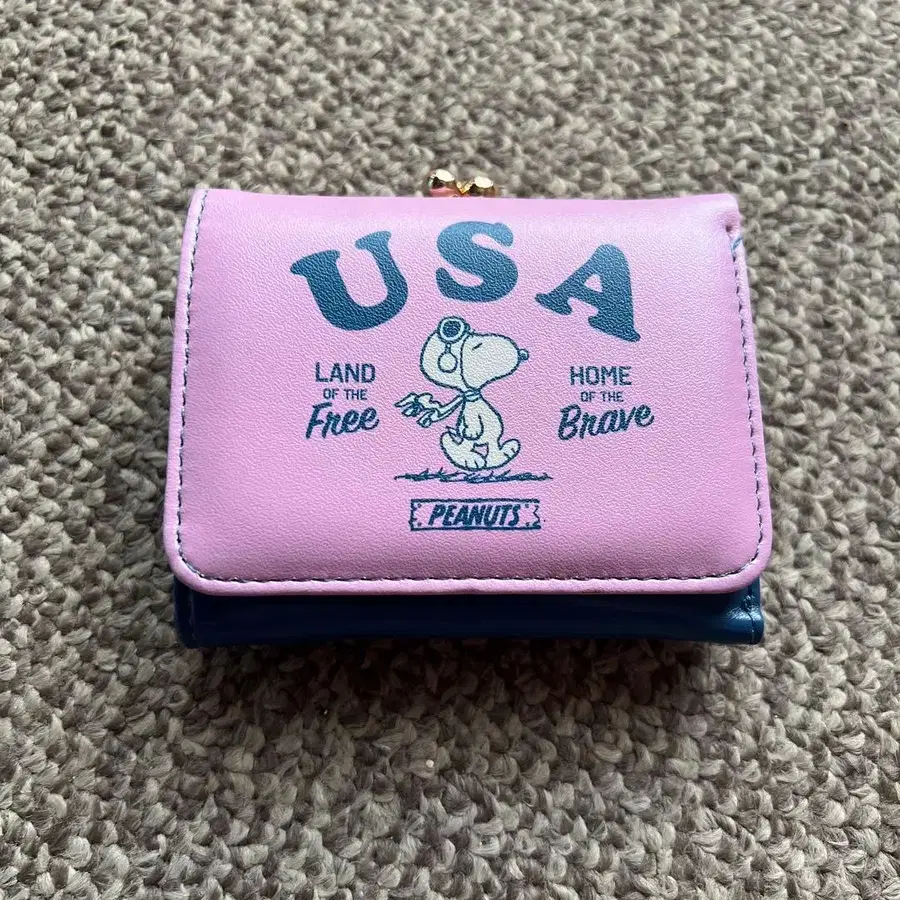 USA
LAND
OF THE
Free
HOME
OF THE
Brave
PEANUTS